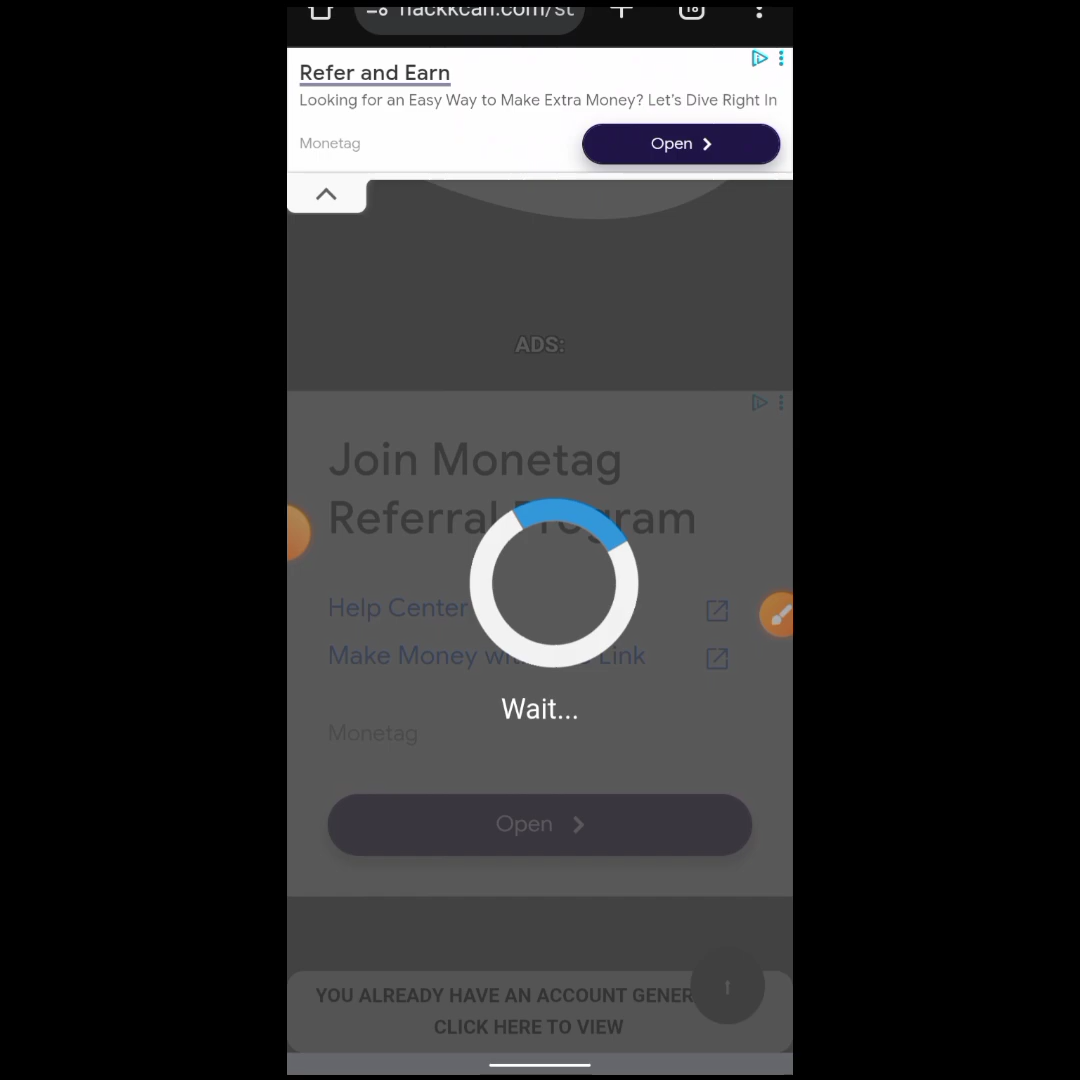 hackkcah.com/st
18
Refer and Earn
Looking for an Easy Way to Make Extra Money? Let's Dive Right In
Monetag
Open
ADS:
Join Monetag
Referral Program
Help Center
Make Money Link
Wait...
Monetag
Open
YOU ALREADY HAVE AN ACCOUNT GENER
CLICK HERE TO VIEW